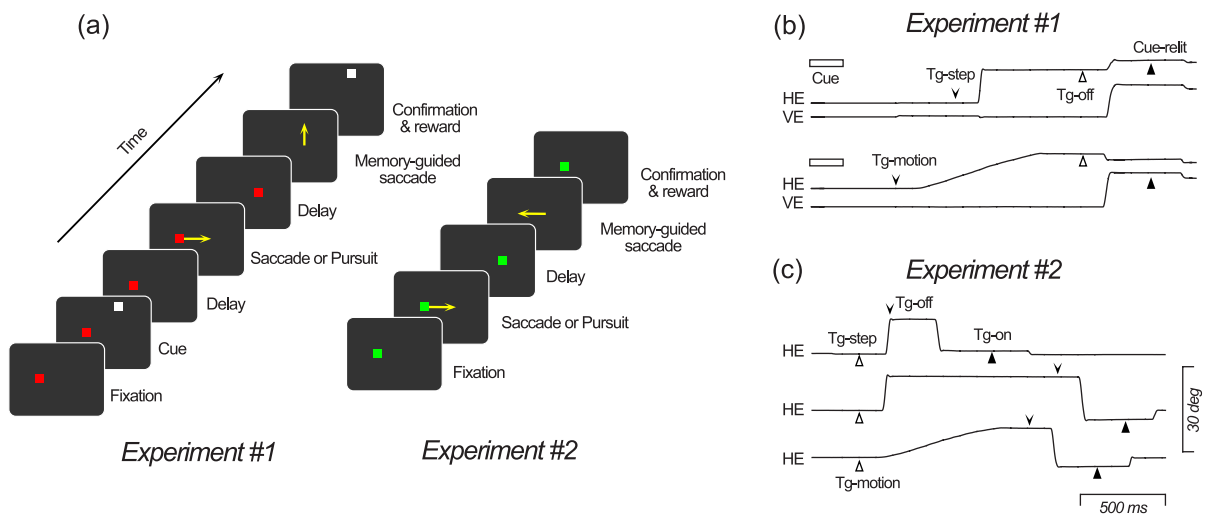 (a)
Time
Confirmation
& reward
Memory-guided
saccade
Delay
Saccade or Pursuit
Delay
Cue
Fixation
Experiment #1
Confirmation
& reward
Memory-guided
saccade
Delay
Saccade or Pursuit
Fixation
Experiment #2
(b)
Experiment #1
Cue
Tg-step
Cue-relit
Tg-off
HE
VE
Tg-motion
HE
VE
(c)
Experiment #2
Tg-off
Tg-step
Tg-on
HE
HE
HE
Tg-motion
30 deg
500 ms